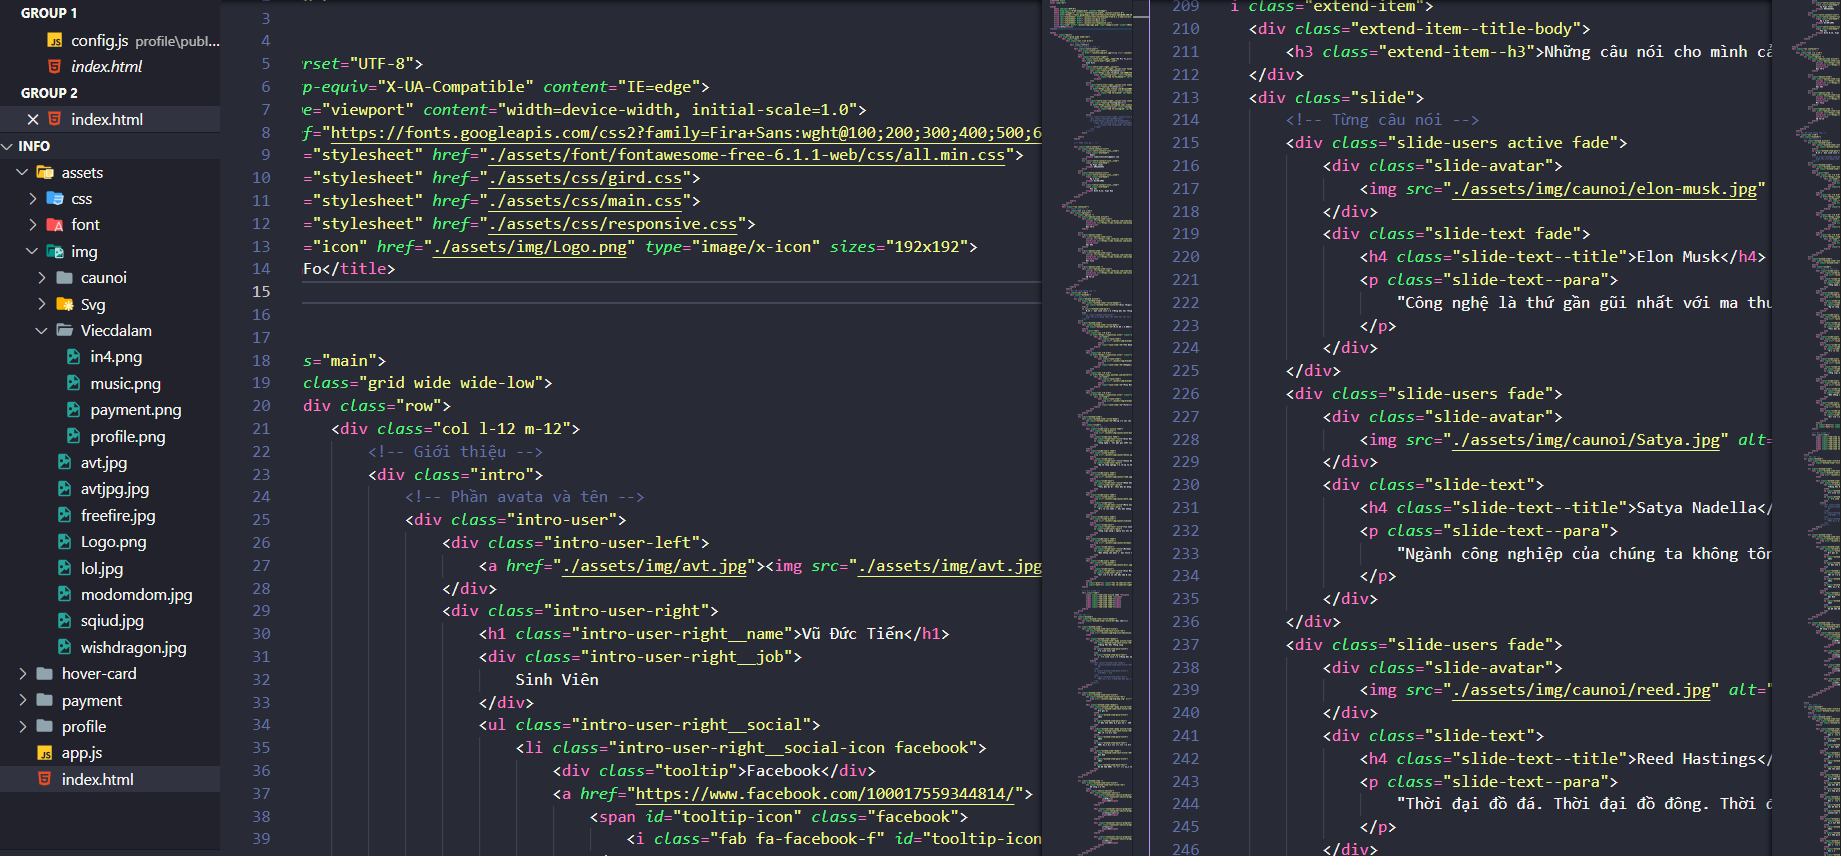 GROUP 1
config.js profile\publ...
index.html
GROUP 2
index.html
INFO
assets
css
font
img
caunoi
Svg
Viecdalam
in4.png
music.png
payment.png
profile.png
avt.jpg
avtjpg.jpg
freefire.jpg
Logo.png
lol.jpg
modomdom.jpg
sqiud.jpg
wishdragon.jpg
hover-card
payment
profile
app.js
index.html
3
4
5 rset="UTF-8">
6 p-equiv="X-UA-Compatible" content="IE=edge">
7 e="viewport" content="width=device-width, initial-scale=1.0">
8 f="https://fonts.googleapis.com/css2?family=Fira+Sans:wght@100;200;300;400;500;6
9 ="stylesheet" href="./assets/font/fontawesome-free-6.1.1-web/css/all.min.css">
10 ="stylesheet" href="./assets/css/gird.css">
11 ="stylesheet" href="./assets/css/main.css">
12 ="stylesheet" href="./assets/css/responsive.css">
13 ="icon" href="./assets/img/Logo.png" type="image/x-icon" sizes="192x192">
14 Fo</title>
15
16
17
18 s="main">
19 class="grid wide wide-low">
20 div class="row">
21 <div class="col l-12 m-12">
22 <!-- Giới thiệu -->
23 <div class="intro">
24 <!-- Phần avata và tên -->
25 <div class="intro-user">
26 <div class="intro-user-left">
27 <a href="./assets/img/avt.jpg"><img src="./assets/img/avt.jpg
28 </div>
29 <div class="intro-user-right">
30 <h1 class="intro-user-right__name">Vũ Đức Tiến</h1>
31 <div class="intro-user-right__job">
32 Sinh Viên
33 </div>
34 <ul class="intro-user-right__social">
35 <li class="intro-user-right__social-icon facebook">
36 <div class="tooltip">Facebook</div>
37 <a href="https://www.facebook.com/100017559344814/">
38 <span id="tooltip-icon" class="facebook">
39 <i class="fab fa-facebook-f" id="tooltip-icon
209 i class="extend-item">
210 <div class="extend-item--title-body">
211 <h3 class="extend-item--h3">Những câu nói cho mình cả
212 </div>
213 <div class="slide">
214 <!-- Từng câu nói -->
215 <div class="slide-users active fade">
216 <div class="slide-avatar">
217 <img src="./assets/img/caunoi/elon-musk.jpg"
218 </div>
219 <div class="slide-text fade">
220 <h4 class="slide-text--title">Elon Musk</h4>
221 <p class="slide-text--para">
222 "Công nghệ là thứ gần gũi nhất với ma thu
223 </p>
224 </div>
225 </div>
226 <div class="slide-users fade">
227 <div class="slide-avatar">
228 <img src="./assets/img/caunoi/Satya.jpg" alt=
229 </div>
230 <div class="slide-text">
231 <h4 class="slide-text--title">Satya Nadella</
232 <p class="slide-text--para">
233 "Ngành công nghiệp của chúng ta không tôn
234 </p>
235 </div>
236 </div>
237 <div class="slide-users fade">
238 <div class="slide-avatar">
239 <img src="./assets/img/caunoi/reed.jpg" alt="
240 </div>
241 <div class="slide-text">
242 <h4 class="slide-text--title">Reed Hastings</
243 <p class="slide-text--para">
244 "Thời đại đồ đá. Thời đại đồ đông. Thời đ
245 </p>
246 </div>